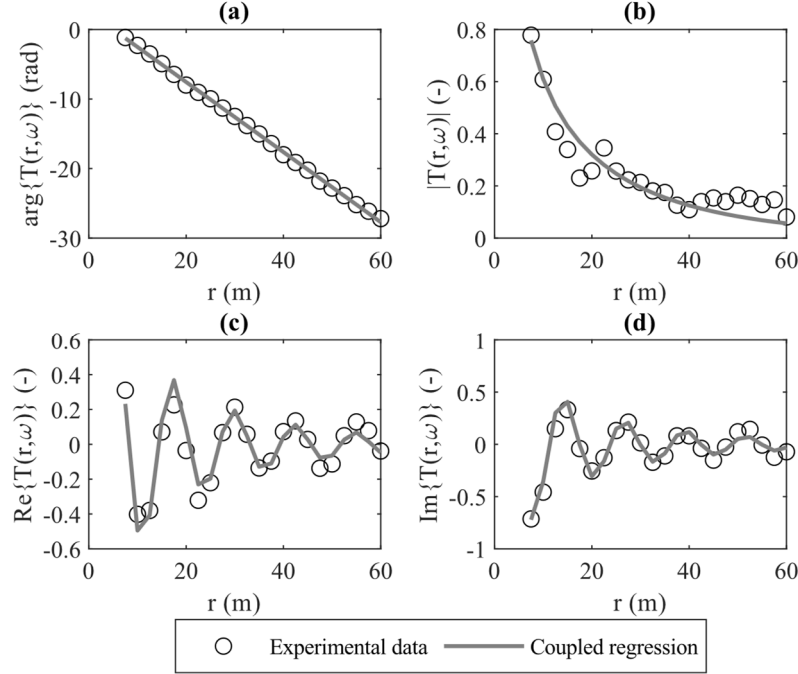 (a)
0
-10
-20
-30
arg{T(r,ω)} (rad)
0 20 40 60
r (m)
(b)
0.8
0.6
0.4
0.2
0
|T(r,ω)| (-)
0 20 40 60
r (m)
(c)
0.6
0.4
0.2
0
-0.2
-0.4
-0.6
Re{T(r,ω)} (-)
0 20 40 60
r (m)
(d)
1
0.5
0
-0.5
-1
Im{T(r,ω)} (-)
0 20 40 60
r (m)
Experimental data Coupled regression